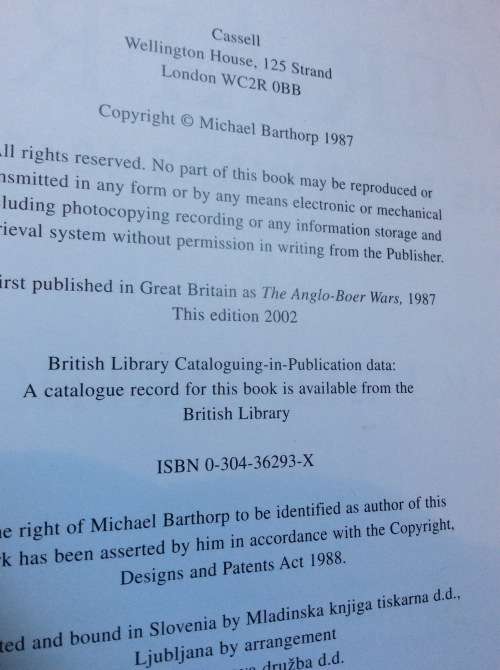 Cassell
Wellington House, 125 Strand
London WC2R 0BB
Copyright © Michael Barthorp 1987
All rights reserved. No part of this book may be reproduced or
nsmitted in any form or by any means electronic or mechanical
luding photocopying recording or any information storage and
rieval system without permission in writing from the Publisher.
irst published in Great Britain as The Anglo-Boer Wars, 1987
This edition 2002
British Library Cataloguing-in-Publication data:
A catalogue record for this book is available from the
British Library
ISBN 0-304-36293-X
e right of Michael Barthorp to be identified as author of this
k has been asserted by him in accordance with the Copyright,
Designs and Patents Act 1988.
ted and bound in Slovenia by Mladinska knjiga tiskarna d.d.,
Ljubljana by arrangement
družba d.d.